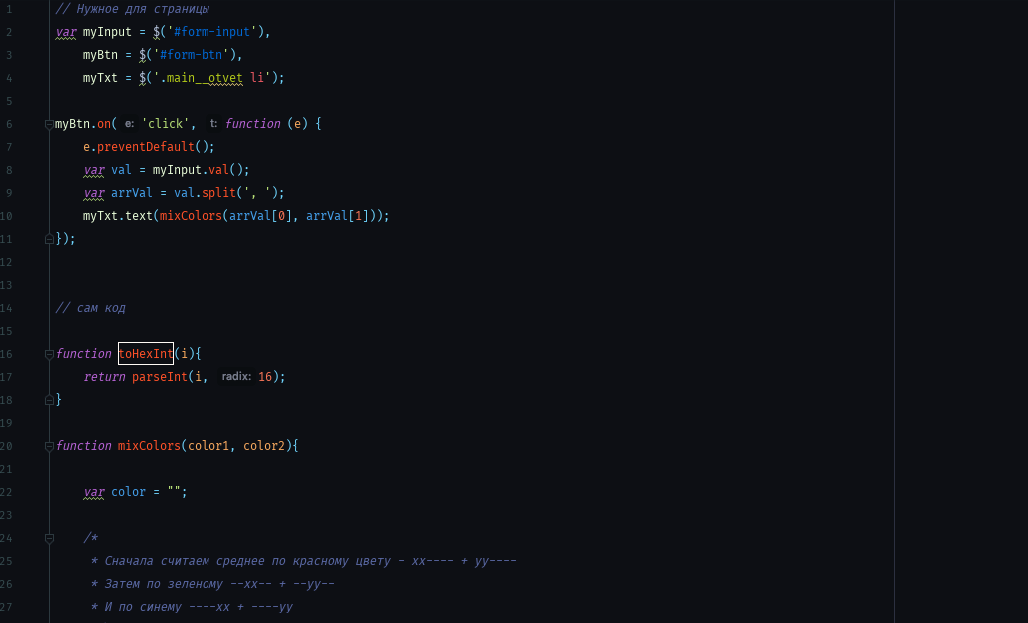 1 // Нужное для страницы
2 var myInput = $('#form-input'),
3 myBtn = $('#form-btn'),
4 myTxt = $('.main__otvet li');
5
6 myBtn.on( e: 'click', t: function (e) {
7 e.preventDefault();
8 var val = myInput.val();
9 var arrVal = val.split(', ');
10 myTxt.text(mixColors(arrVal[0], arrVal[1]));
11 });
12
13
14 // сам код
15
16 function toHexInt(i){
17 return parseInt(i, radix: 16);
18 }
19
20 function mixColors(color1, color2){
21
22 var color = "";
23
24 /*
25 * Сначала считаем среднее по красному цвету - xx---- + yy----
26 * Затем по зеленому --xx-- + --yy--
27 * И по синему ----xx + ----yy